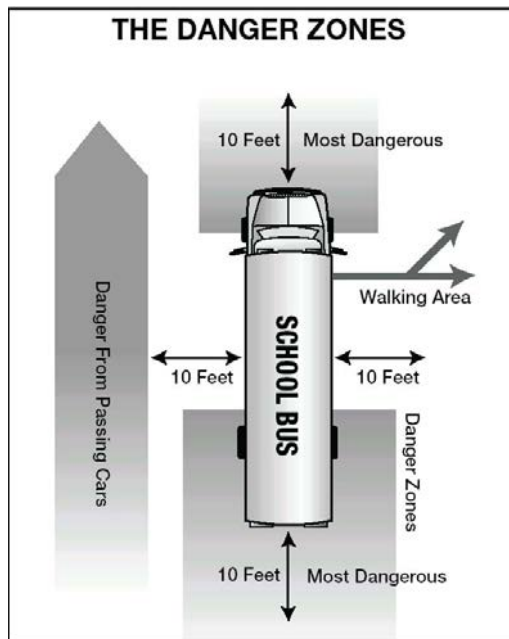 THE DANGER ZONES
10 Feet
Most Dangerous
Walking Area
Danger From Passing Cars
SCHOOL BUS
10 Feet
10 Feet
Danger Zones
10 Feet
Most Dangerous